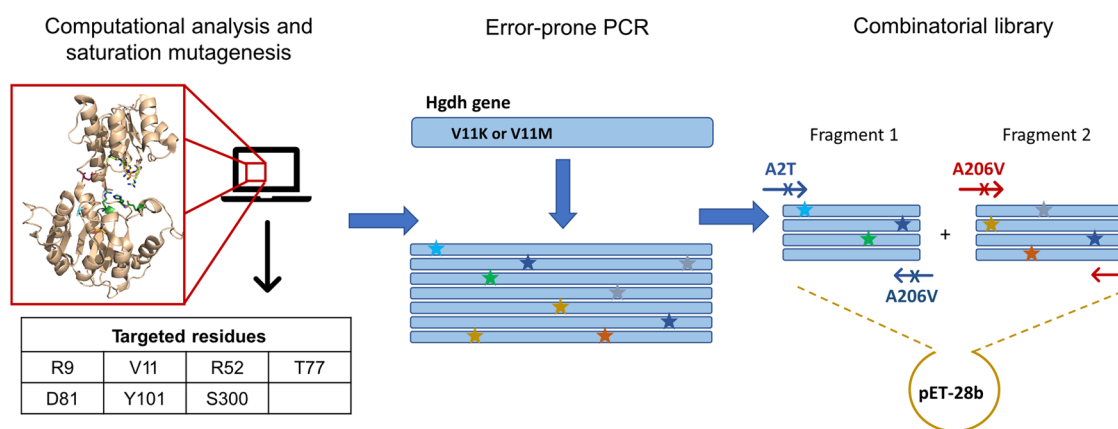 Computational analysis and
saturation mutagenesis
Error-prone PCR
Combinatorial library
Hgdh gene
V11K or V11M
Fragment 1
Fragment 2
A2T
A206V
+
A206V
Targeted residues
R9 V11 R52 T77
D81 Y101 S300
pET-28b